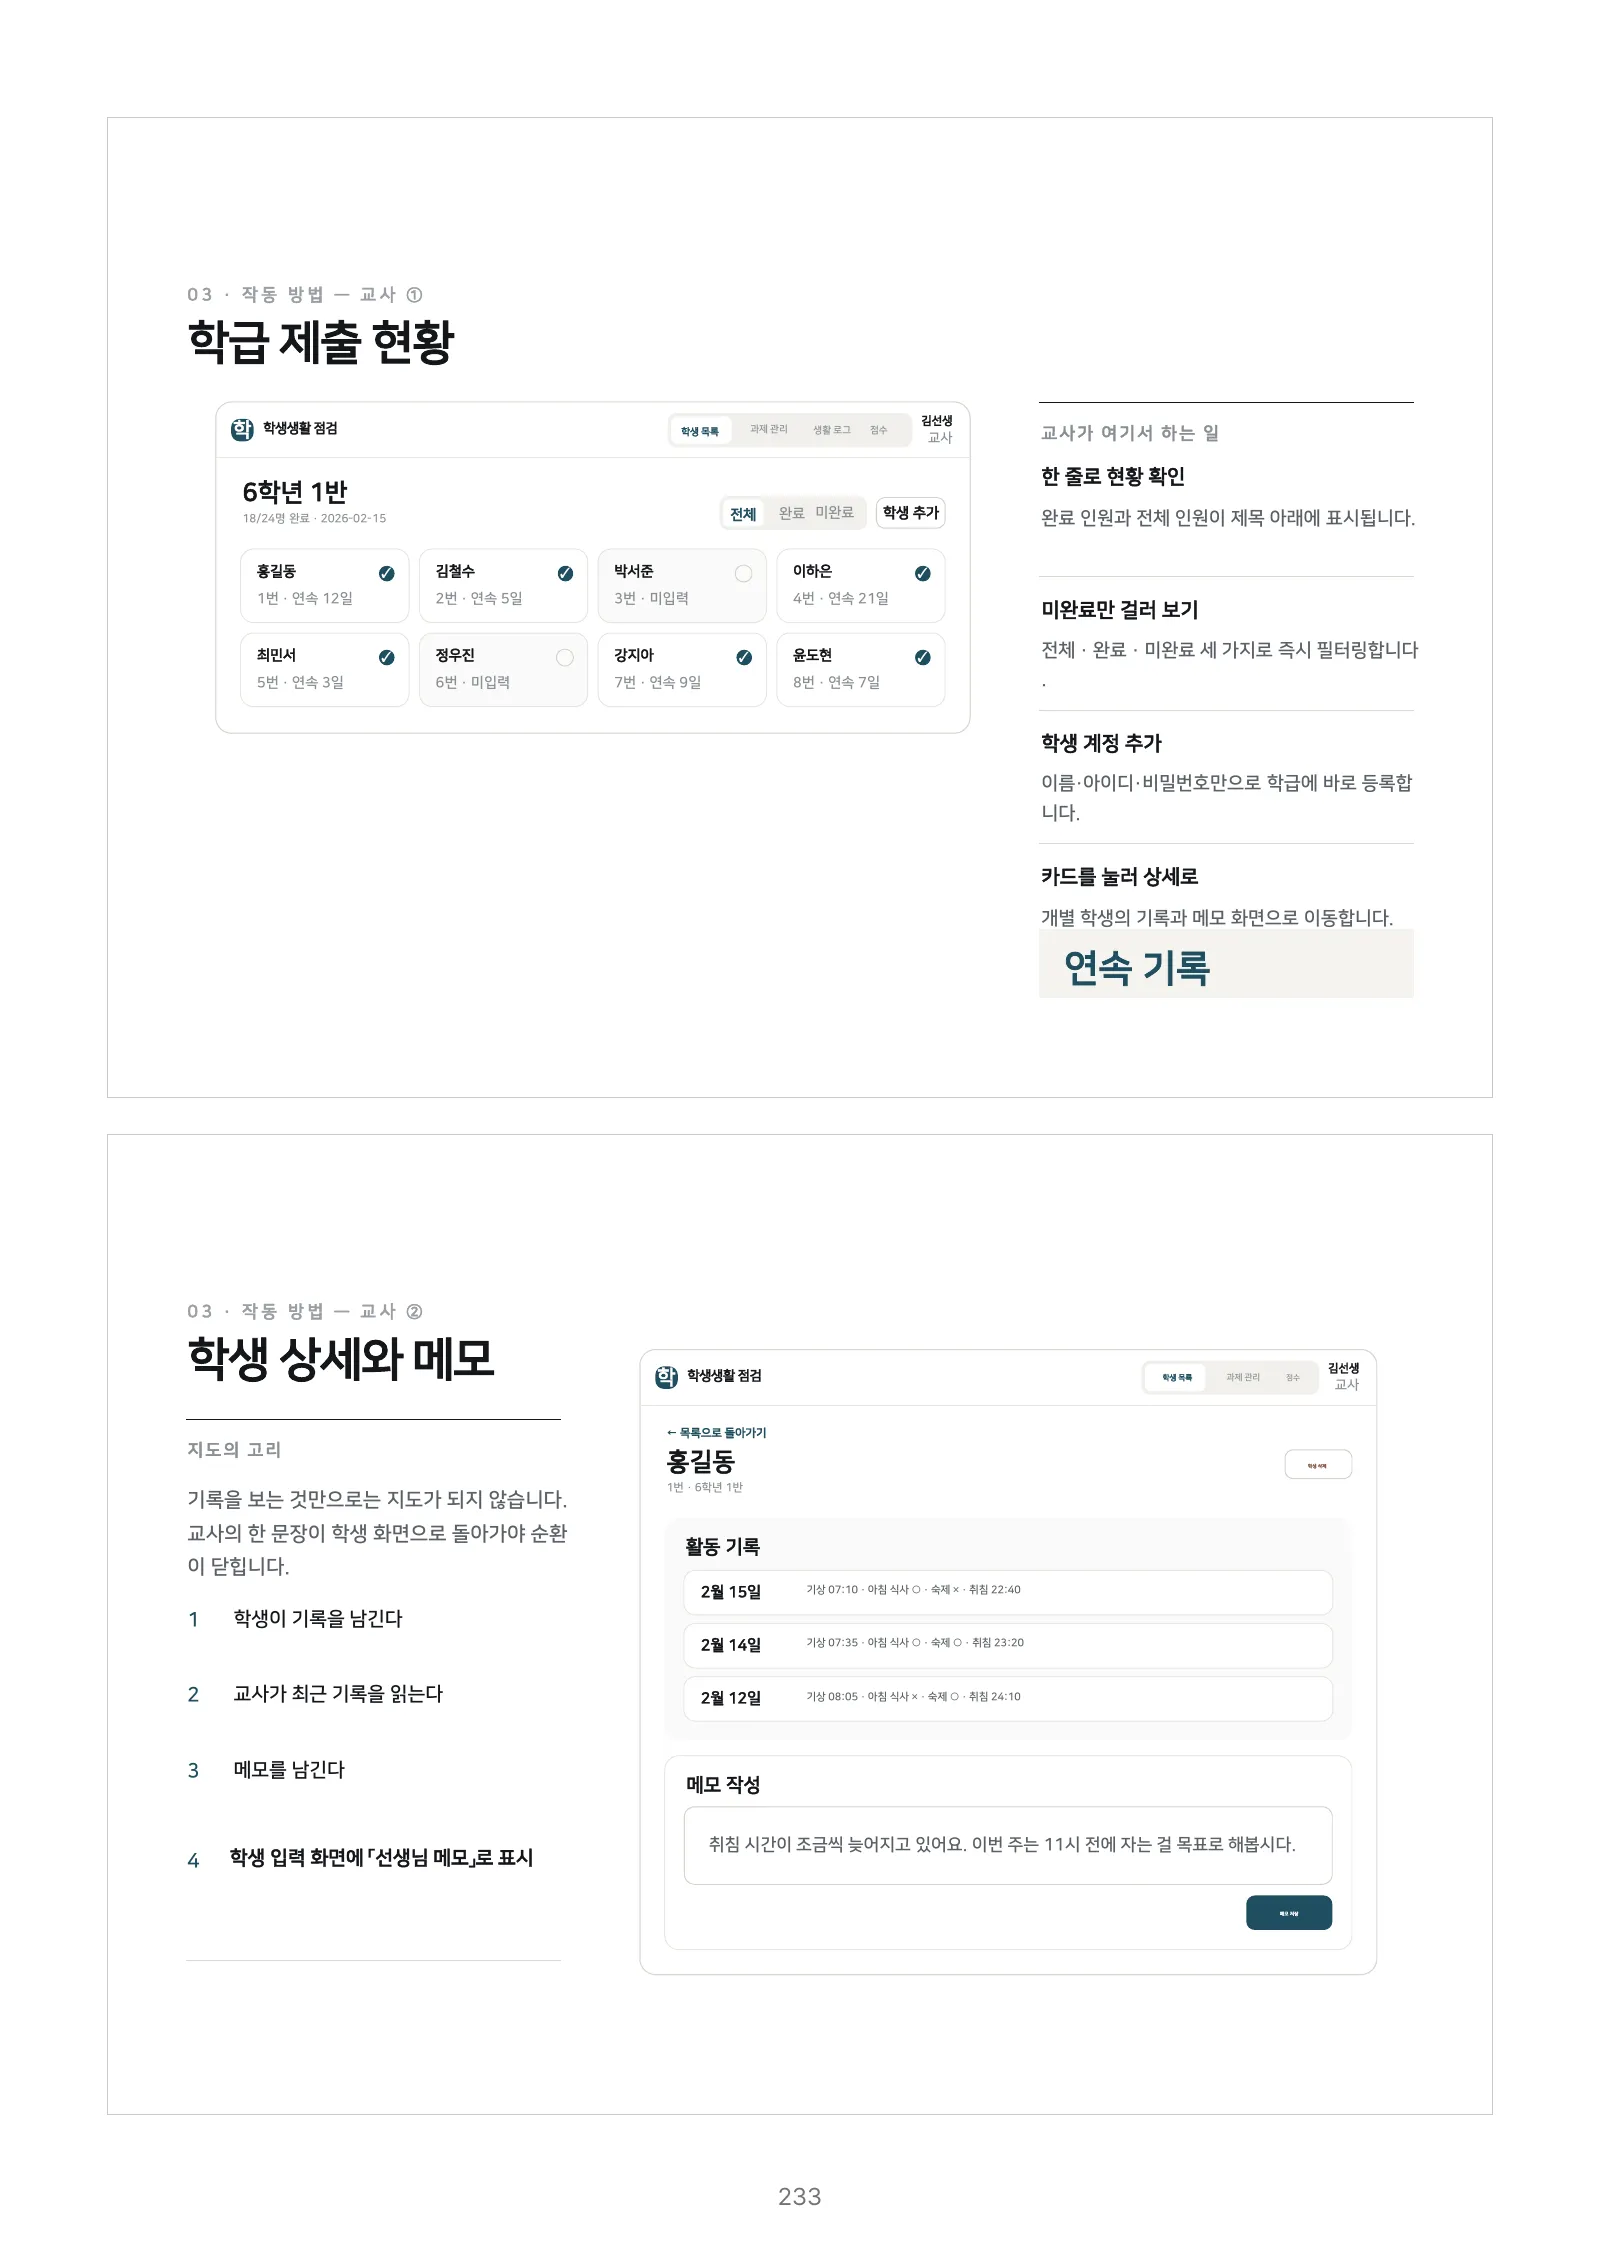 03 · 작동 방법 — 교사 ①
학급 제출 현황
학 학생생활 점검
학생 목록 과제 관리 생활 로그 점수
김선생
교사
6학년 1반
18/24명 완료 · 2026-02-15
전체 완료 미완료 학생 추가
홍길동
1번 · 연속 12일
김철수
2번 · 연속 5일
박서준
3번 · 미입력
이하은
4번 · 연속 21일
최민서
5번 · 연속 3일
정우진
6번 · 미입력
강지아
7번 · 연속 9일
윤도현
8번 · 연속 7일
교사가 여기서 하는 일
한 줄로 현황 확인
완료 인원과 전체 인원이 제목 아래에 표시됩니다.
미완료만 걸러 보기
전체 · 완료 · 미완료 세 가지로 즉시 필터링합니다
.
학생 계정 추가
이름·아이디·비밀번호만으로 학급에 바로 등록합
니다.
카드를 눌러 상세로
개별 학생의 기록과 메모 화면으로 이동합니다.
연속 기록
03 · 작동 방법 — 교사 ②
학생 상세와 메모
지도의 고리
기록을 보는 것만으로는 지도가 되지 않습니다.
교사의 한 문장이 학생 화면으로 돌아가야 순환
이 닫힙니다.
1 학생이 기록을 남긴다
2 교사가 최근 기록을 읽는다
3 메모를 남긴다
4 학생 입력 화면에 「선생님 메모」로 표시
학 학생생활 점검
학생 목록 과제 관리 점수
김선생
교사
← 목록으로 돌아가기
홍길동
1번 · 6학년 1반
학생 삭제
활동 기록
2월 15일 기상 07:10 · 아침 식사 ○ · 숙제 × · 취침 22:40
2월 14일 기상 07:35 · 아침 식사 ○ · 숙제 ○ · 취침 23:20
2월 12일 기상 08:05 · 아침 식사 × · 숙제 ○ · 취침 24:10
메모 작성
취침 시간이 조금씩 늦어지고 있어요. 이번 주는 11시 전에 자는 걸 목표로 해봅시다.
메모 저장
233